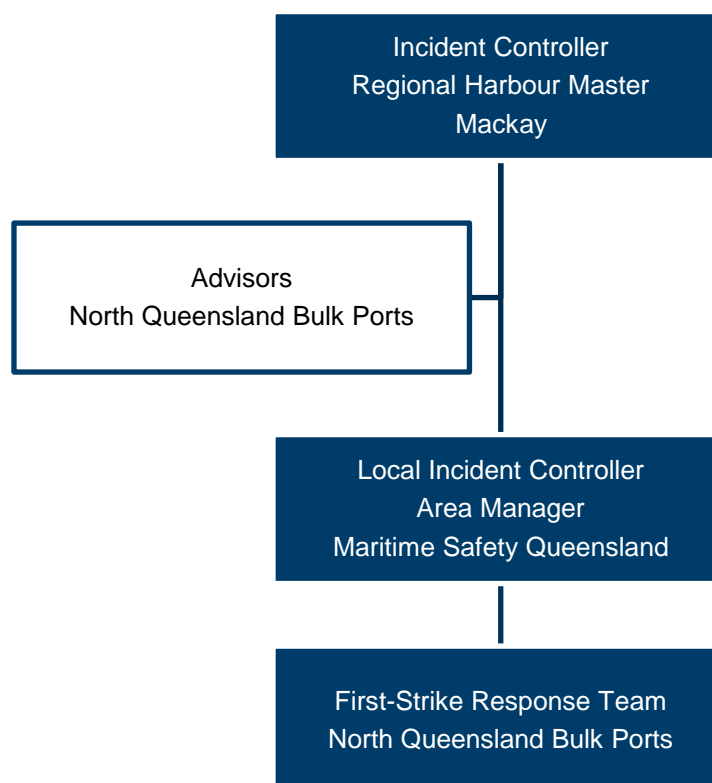 Incident Controller
Regional Harbour Master
Mackay
Advisors
North Queensland Bulk Ports
Local Incident Controller
Area Manager
Maritime Safety Queensland
First-Strike Response Team
North Queensland Bulk Ports